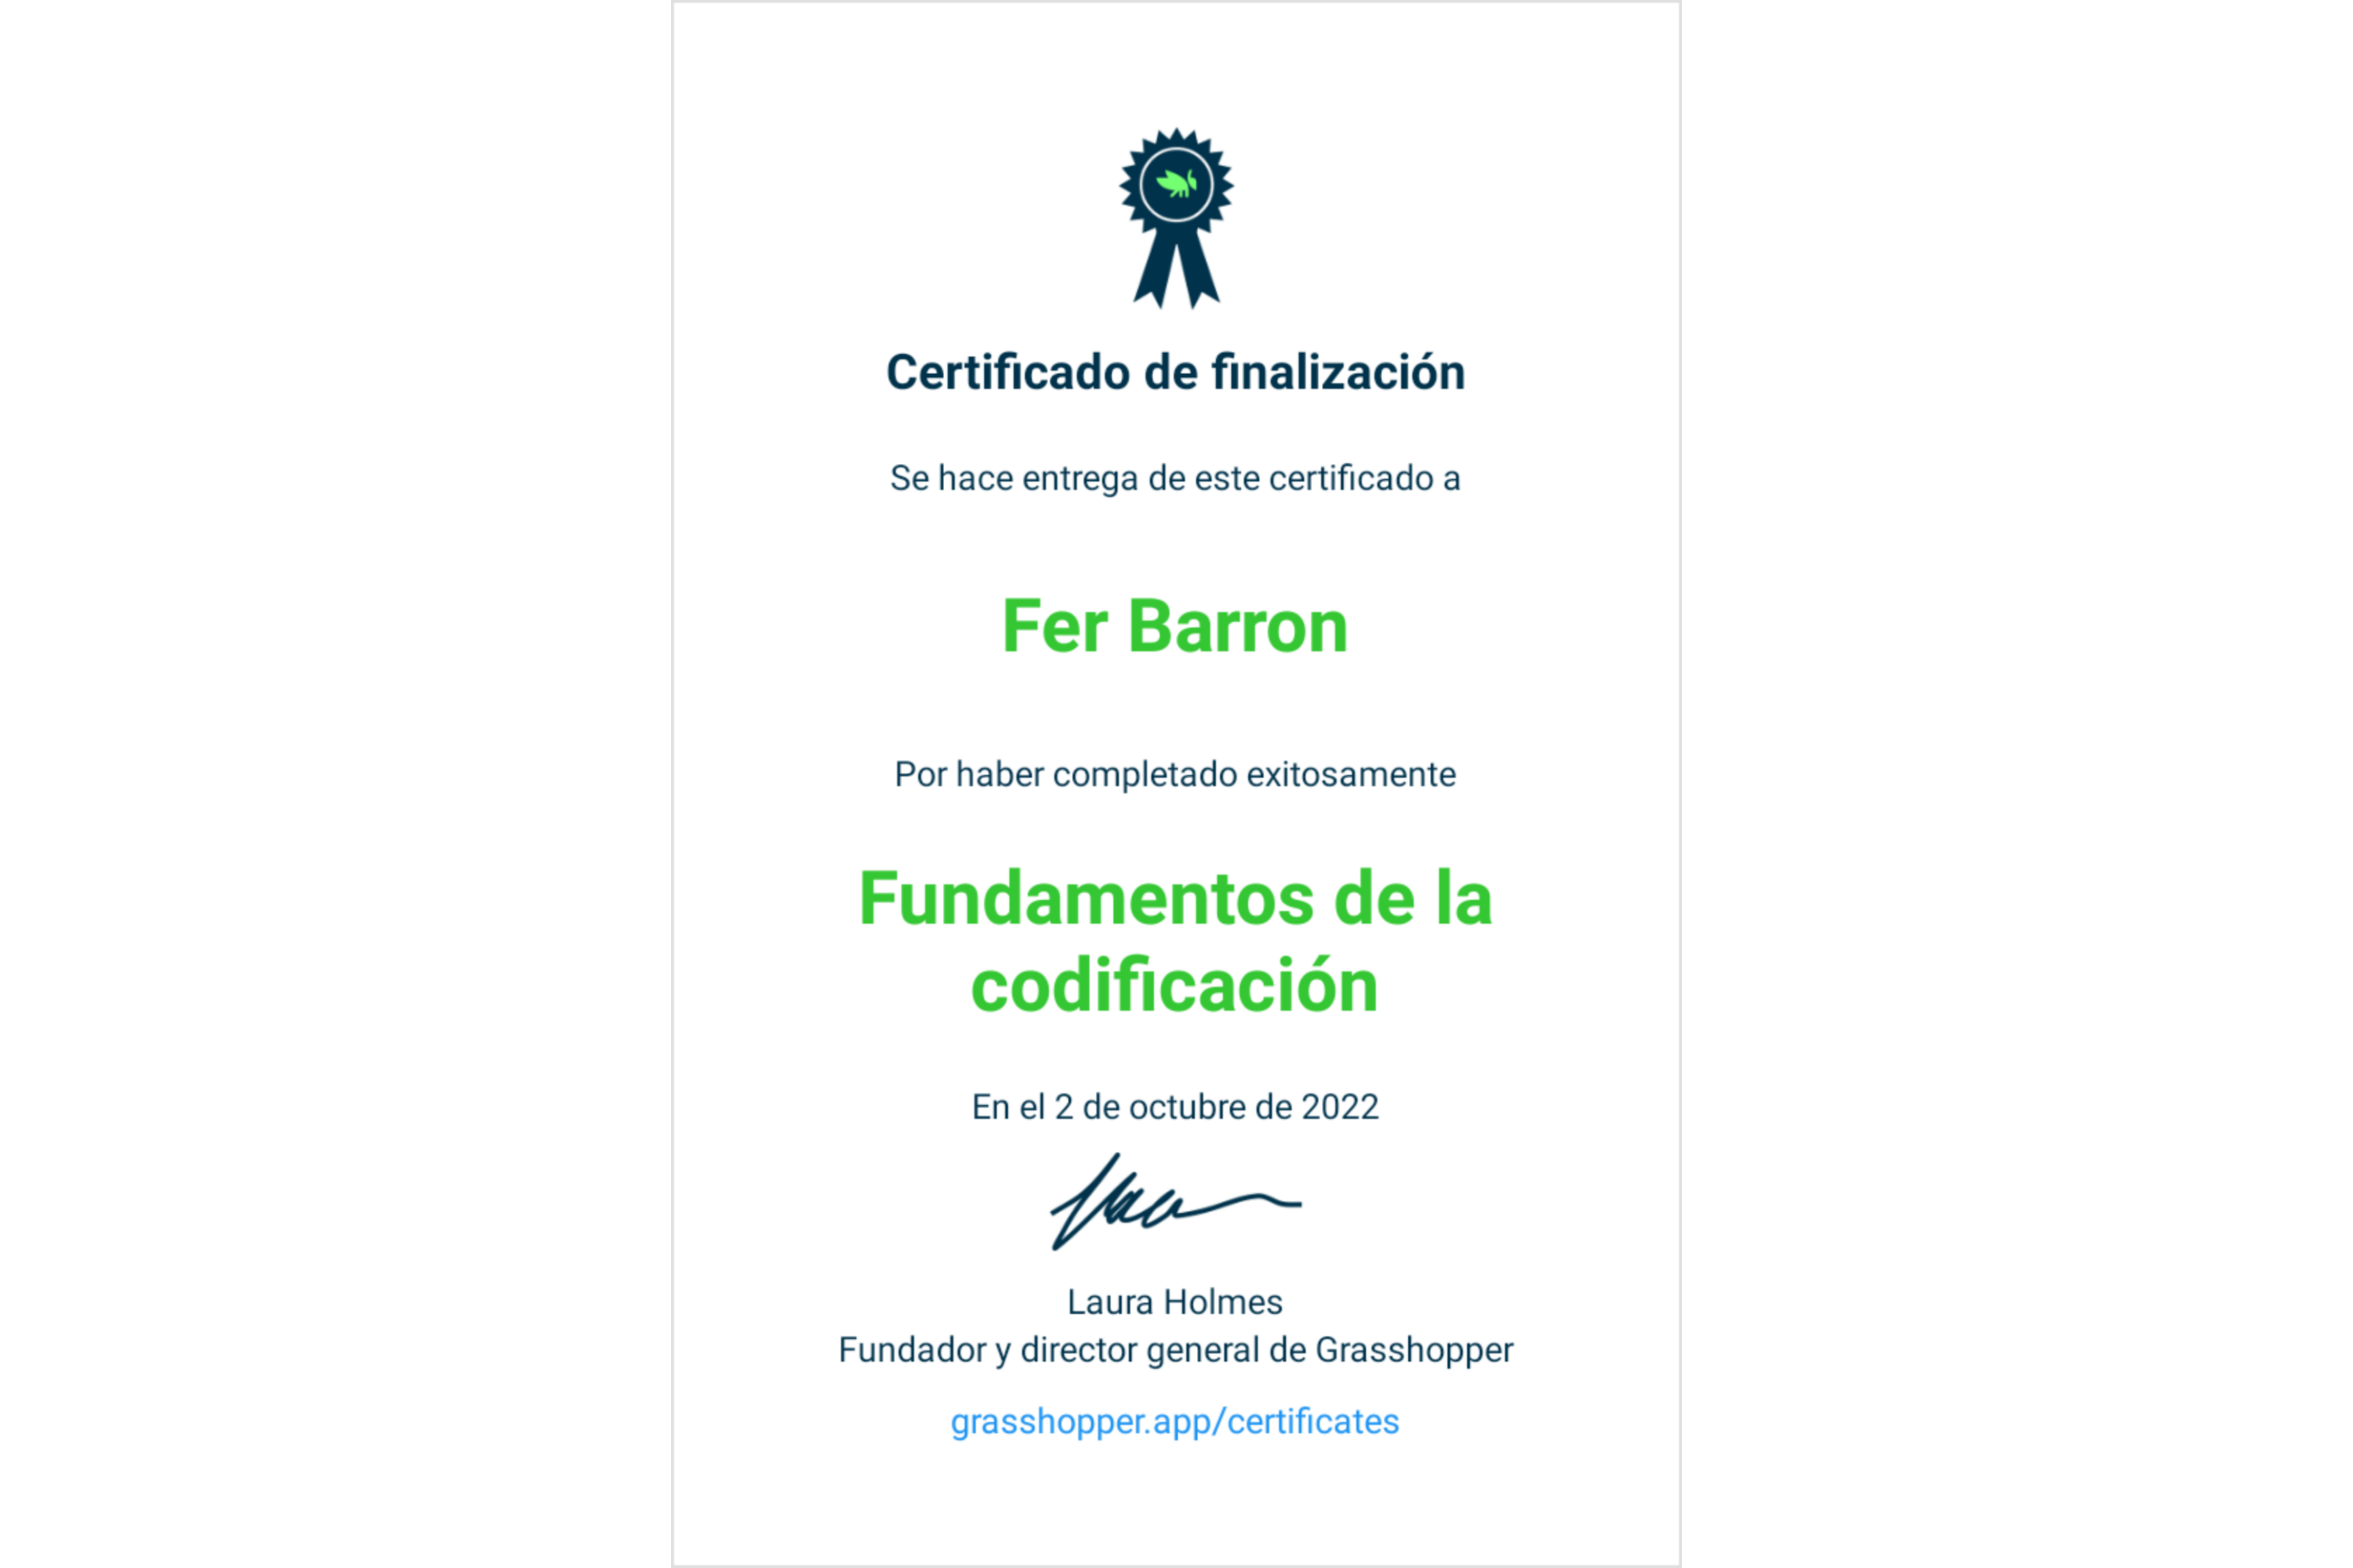 Certificado de finalización
Se hace entrega de este certificado a
Fer Barron
Por haber completado exitosamente
Fundamentos de la
codificación
En el 2 de octubre de 2022
Laura Holmes
Fundador y director general de Grasshopper
grasshopper.app/certificates